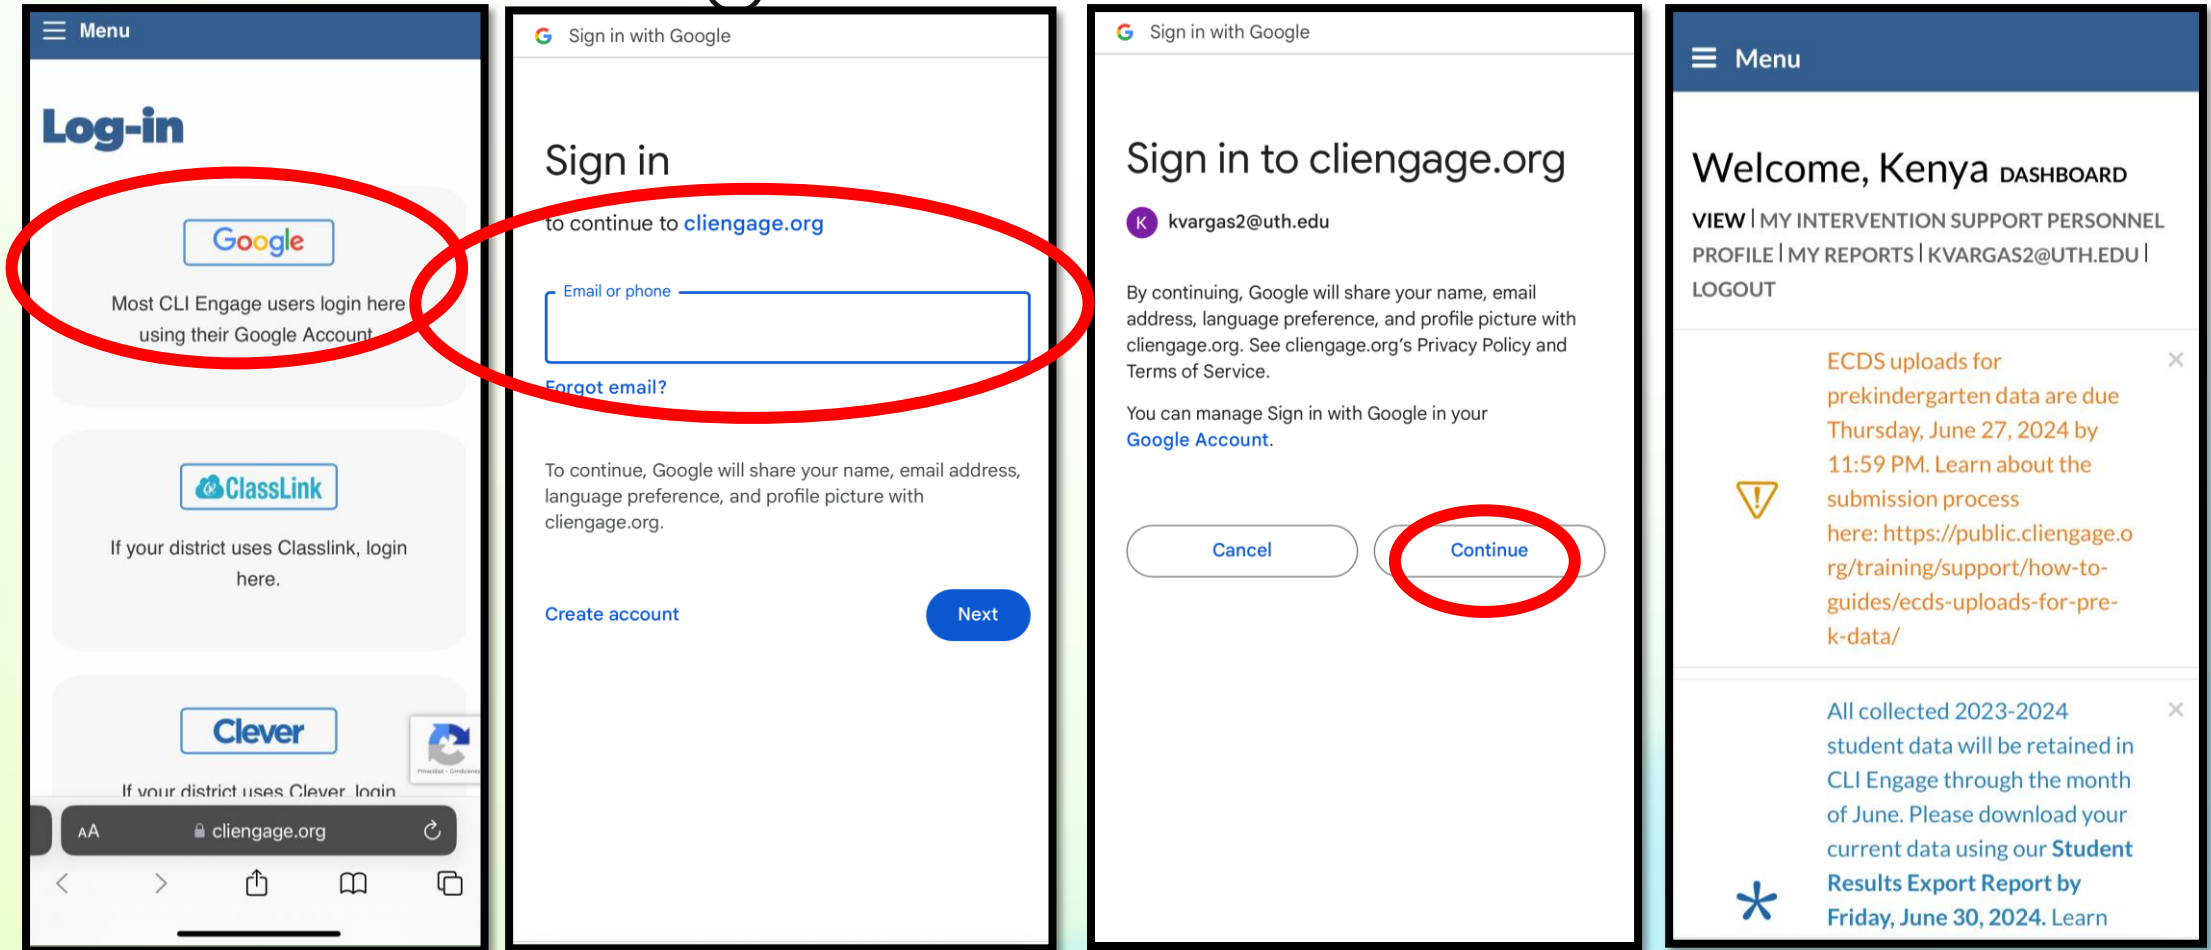 Menu
Log-in
Google
Most CLI Engage users login here
using their Google Account
ClassLink
If your district uses Classlink, login
here.
Clever
If your district uses Clever, login
AA
cliengage.org
Sign in with Google
Sign in
to continue to cliengage.org
Email or phone
Forgot email?
To continue, Google will share your name, email address,
language preference, and profile picture with
cliengage.org.
Create account
Next
Sign in with Google
Sign in to cliengage.org
K kvargas2@uth.edu
By continuing, Google will share your name, email
address, language preference, and profile picture with
cliengage.org. See cliengage.org's Privacy Policy and
Terms of Service.
You can manage Sign in with Google in your
Google Account.
Cancel
Continue
Menu
Welcome, Kenya DASHBOARD
VIEW | MY INTERVENTION SUPPORT PERSONNEL
PROFILE | MY REPORTS | KVARGAS2@UTH.EDU |
LOGOUT
ECDS uploads for
prekindergarten data are due
Thursday, June 27, 2024 by
11:59 PM. Learn about the
submission process
here: https://public.cliengage.o
rg/training/support/how-to-
guides/ecds-uploads-for-pre-
k-data/
All collected 2023-2024
student data will be retained in
CLI Engage through the month
of June. Please download your
current data using our Student
Results Export Report by
Friday, June 30, 2024. Learn